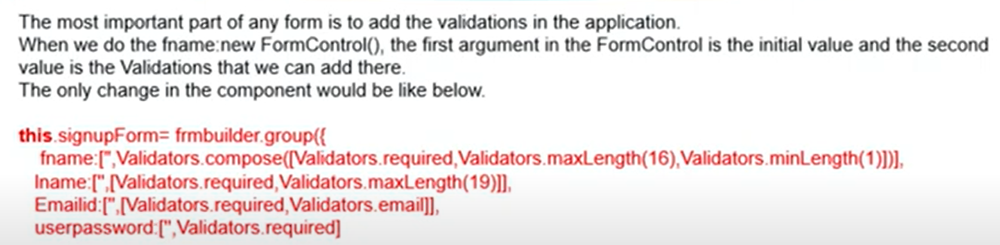 The most important part of any form is to add the validations in the application.
When we do the fname:new FormControl(), the first argument in the FormControl is the initial value and the second
value is the Validations that we can add there.
The only change in the component would be like below.
this.signupForm= frmbuilder.group({
fname:['',Validators.compose([Validators.required,Validators.maxLength(16),Validators.minLength(1)])],
lname:['',[Validators.required,Validators.maxLength(19)]],
Emailid:['',[Validators.required,Validators.email]],
userpassword:['',Validators.required]